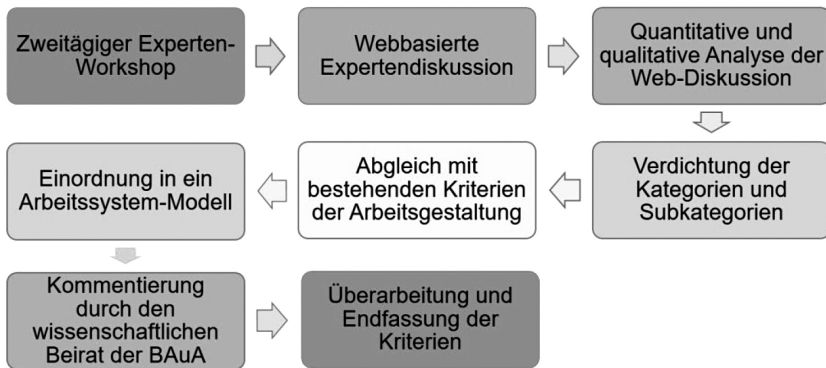 Zweitägiger Experten-
Workshop
Webbasierte
Expertendiskussion
Quantitative und
qualitative Analyse der
Web-Diskussion
Verdichtung der
Kategorien und
Subkategorien
Abgleich mit
bestehenden Kriterien
der Arbeitsgestaltung
Einordnung in ein
Arbeitssystem-Modell
Kommentierung
durch den
wissenschaftlichen
Beirat der BAuA
Überarbeitung und
Endfassung der
Kriterien